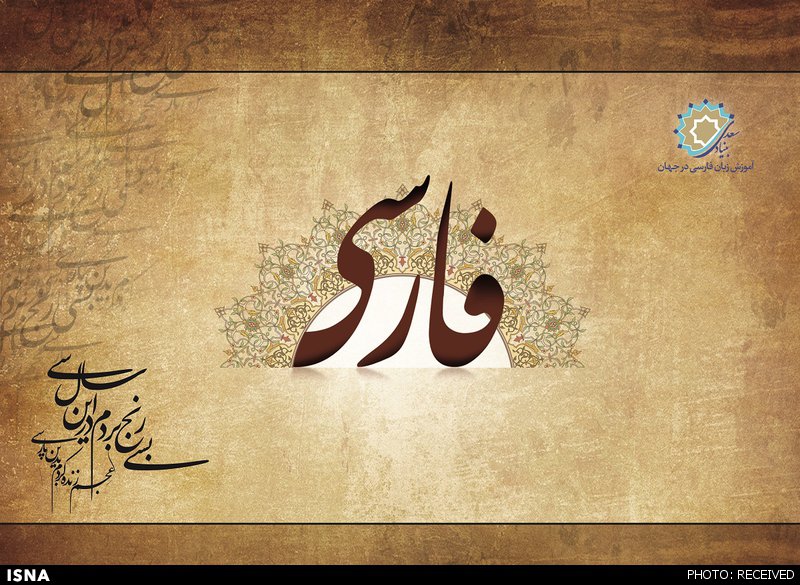 بنیاد سعدی
آموزش زبان فارسی در جهان
فارسی
بسی رنج بردم در این سال سی
عجم زنده کردم بدین پارسی
ISNA
PHOTO: RECEIVED